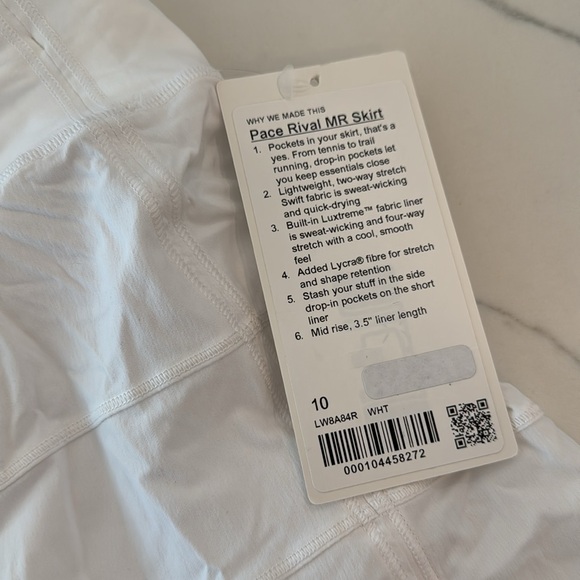 WHY WE MADE THIS
Pace Rival MR Skirt
1. Pockets in your skirt, that's a
yes. From tennis to trail
running, drop-in pockets let
you keep essentials close
2. Lightweight, two-way stretch
Swift fabric is sweat-wicking
and quick-drying
3. Built-in Luxtreme™ fabric liner
is sweat-wicking and four-way
stretch with a cool, smooth
feel
4. Added Lycra® fibre for stretch
and shape retention
5. Stash your stuff in the side
drop-in pockets on the short
liner
6. Mid rise, 3.5" liner length
10
LW8A84R WHT
000104458272